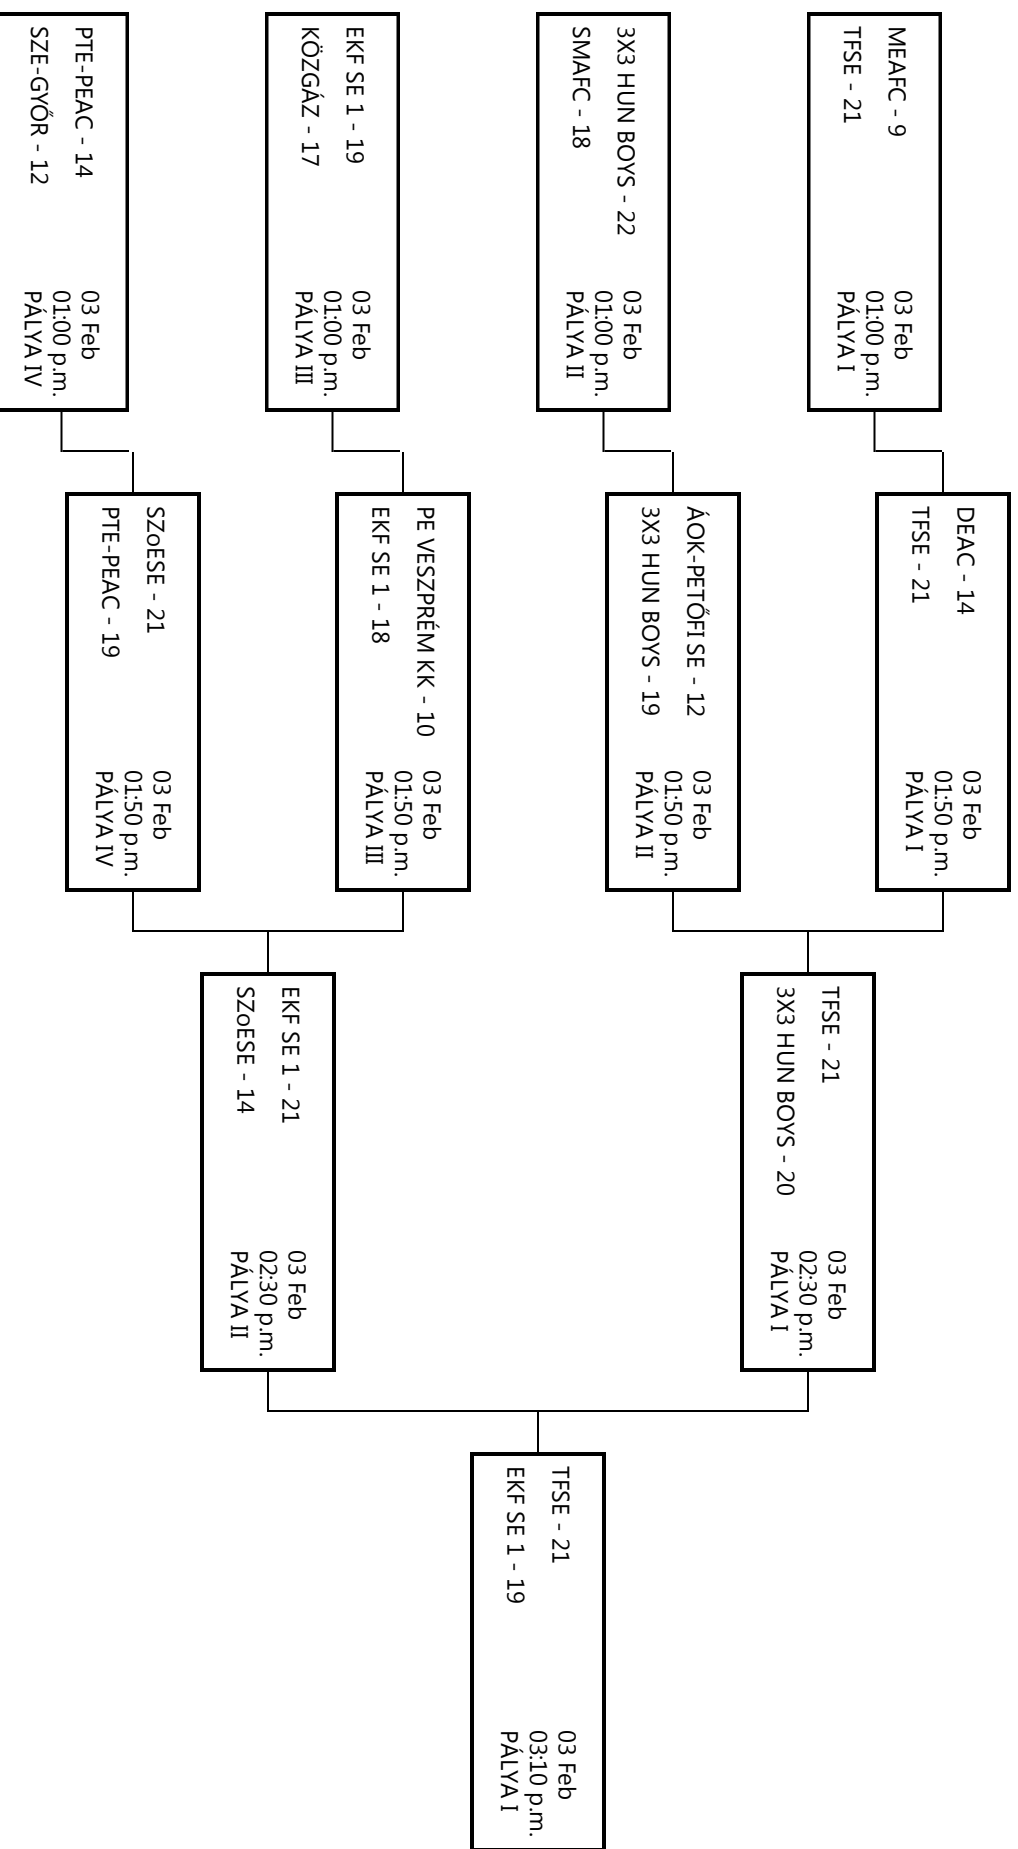 MEAFC - 9
TFSE - 21
03 Feb
01:00 p.m.
PÁLYA I
3X3 HUN BOYS - 22
SMAFC - 18
03 Feb
01:00 p.m.
PÁLYA II
EKF SE 1 - 19
KÖZGÁZ - 17
03 Feb
01:00 p.m.
PÁLYA III
PTE-PEAC - 14
SZE-GYŐR - 12
03 Feb
01:00 p.m.
PÁLYA IV
DEAC - 14
TFSE - 21
03 Feb
01:50 p.m.
PÁLYA I
ÁOK-PETŐFI SE - 12
3X3 HUN BOYS - 19
03 Feb
01:50 p.m.
PÁLYA II
PE VESZPRÉM KK - 10
EKF SE 1 - 18
03 Feb
01:50 p.m.
PÁLYA III
SZoESE - 21
PTE-PEAC - 19
03 Feb
01:50 p.m.
PÁLYA IV
TFSE - 21
3X3 HUN BOYS - 20
03 Feb
02:30 p.m.
PÁLYA I
EKF SE 1 - 21
SZoESE - 14
03 Feb
02:30 p.m.
PÁLYA II
TFSE - 21
EKF SE 1 - 19
03 Feb
03:10 p.m.
PÁLYA I